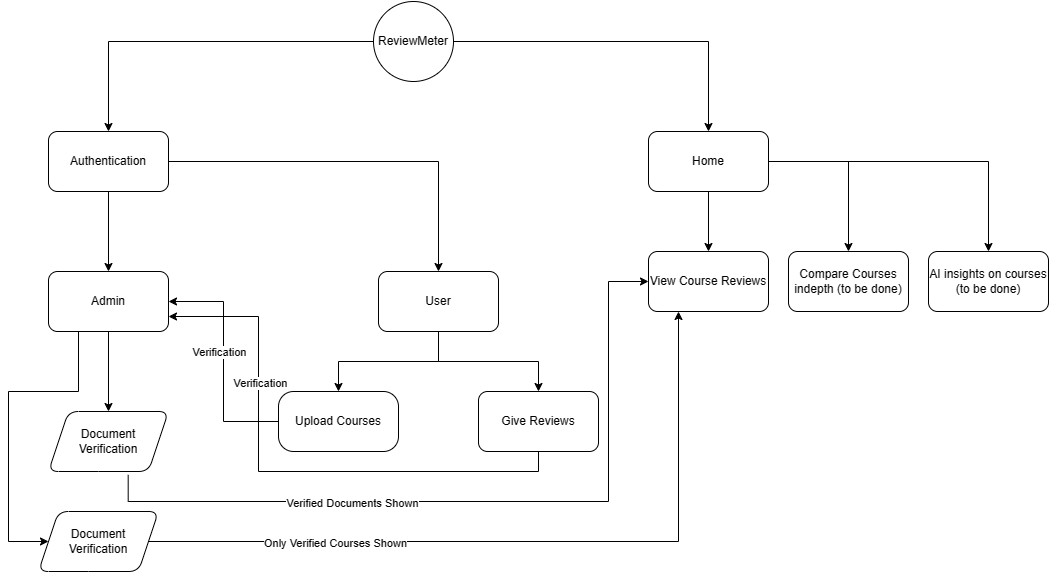 ReviewMeter
Authentication
Home
Admin
User
View Course Reviews
Compare Courses
indepth (to be done)
AI insights on courses
(to be done)
Verification
Verification
Upload Courses
Give Reviews
Document
Verification
Verified Documents Shown
Document
Verification
Only Verified Courses Shown